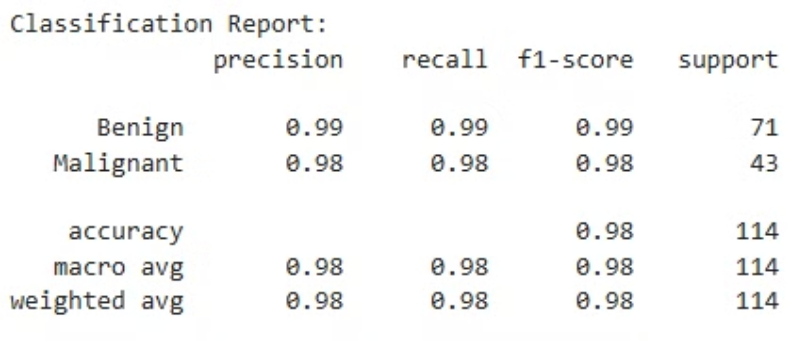 Classification Report:
precision recall f1-score support
Benign 0.99 0.99 0.99 71
Malignant 0.98 0.98 0.98 43
accuracy 0.98 114
macro avg 0.98 0.98 0.98 114
weighted avg 0.98 0.98 0.98 114